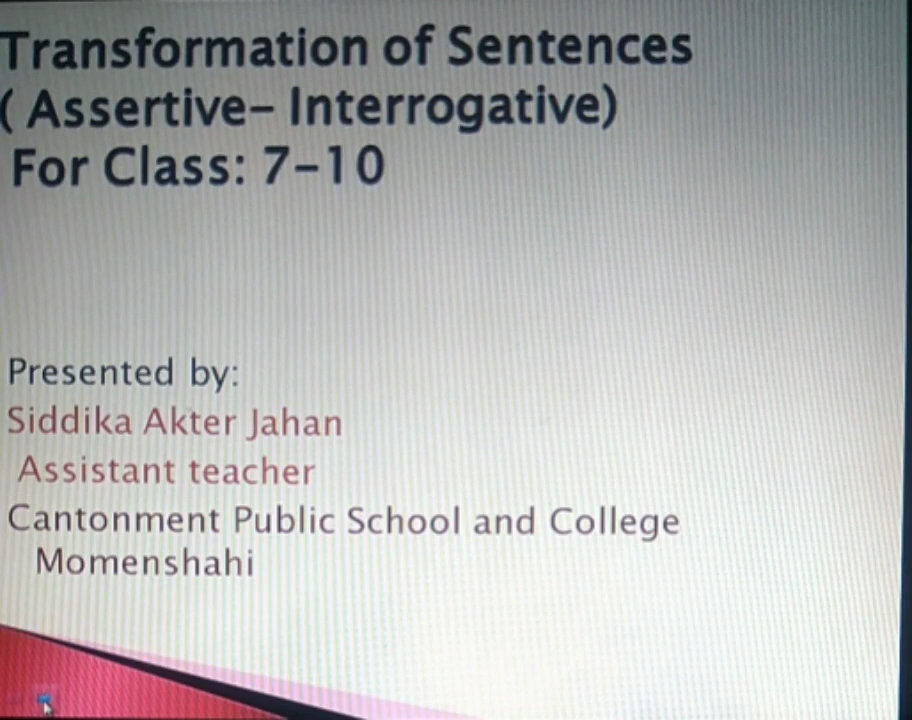 Transformation of Sentences
( Assertive- Interrogative)
For Class: 7-10
Presented by:
Siddika Akter Jahan
Assistant teacher
Cantonment Public School and College
Momenshahi